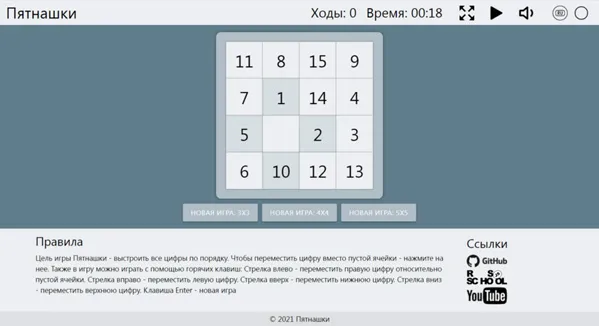 Пятнашки Ходы: 0 Время: 00:18
11 8 15 9
7 1 14 4
5 2 3
6 10 12 13
НОВАЯ ИГРА: 3X3 НОВАЯ ИГРА: 4X4 НОВАЯ ИГРА: 5X5
Правила
Цель игры Пятнашки - выстроить все цифры по порядку. Чтобы переместить цифру вместо пустой ячейки - нажмите на
нее. Также в игру можно играть с помощью горячих клавиш: Стрелка влево - переместить правую цифру относительно
пустой ячейки. Стрелка вправо - переместить левую цифру. Стрелка вверх - переместить нижнюю цифру. Стрелка вниз
- переместить верхнюю цифру. Клавиша Enter - новая игра
Ссылки
GitHub
RS
SCHOOL
YouTube
© 2021 Пятнашки